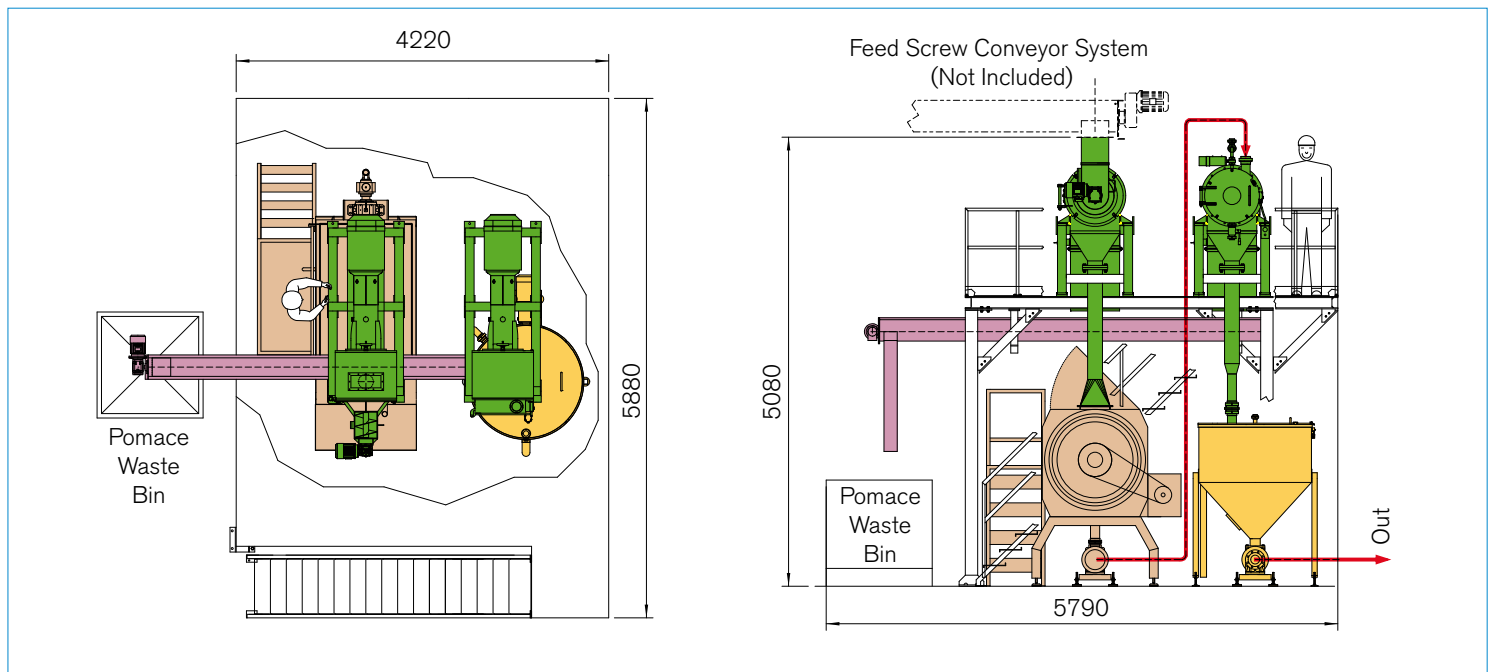 4220
5880
Pomace
Waste
Bin
Feed Screw Conveyor System
(Not Included)
5080
Pomace
Waste
Bin
Out
5790